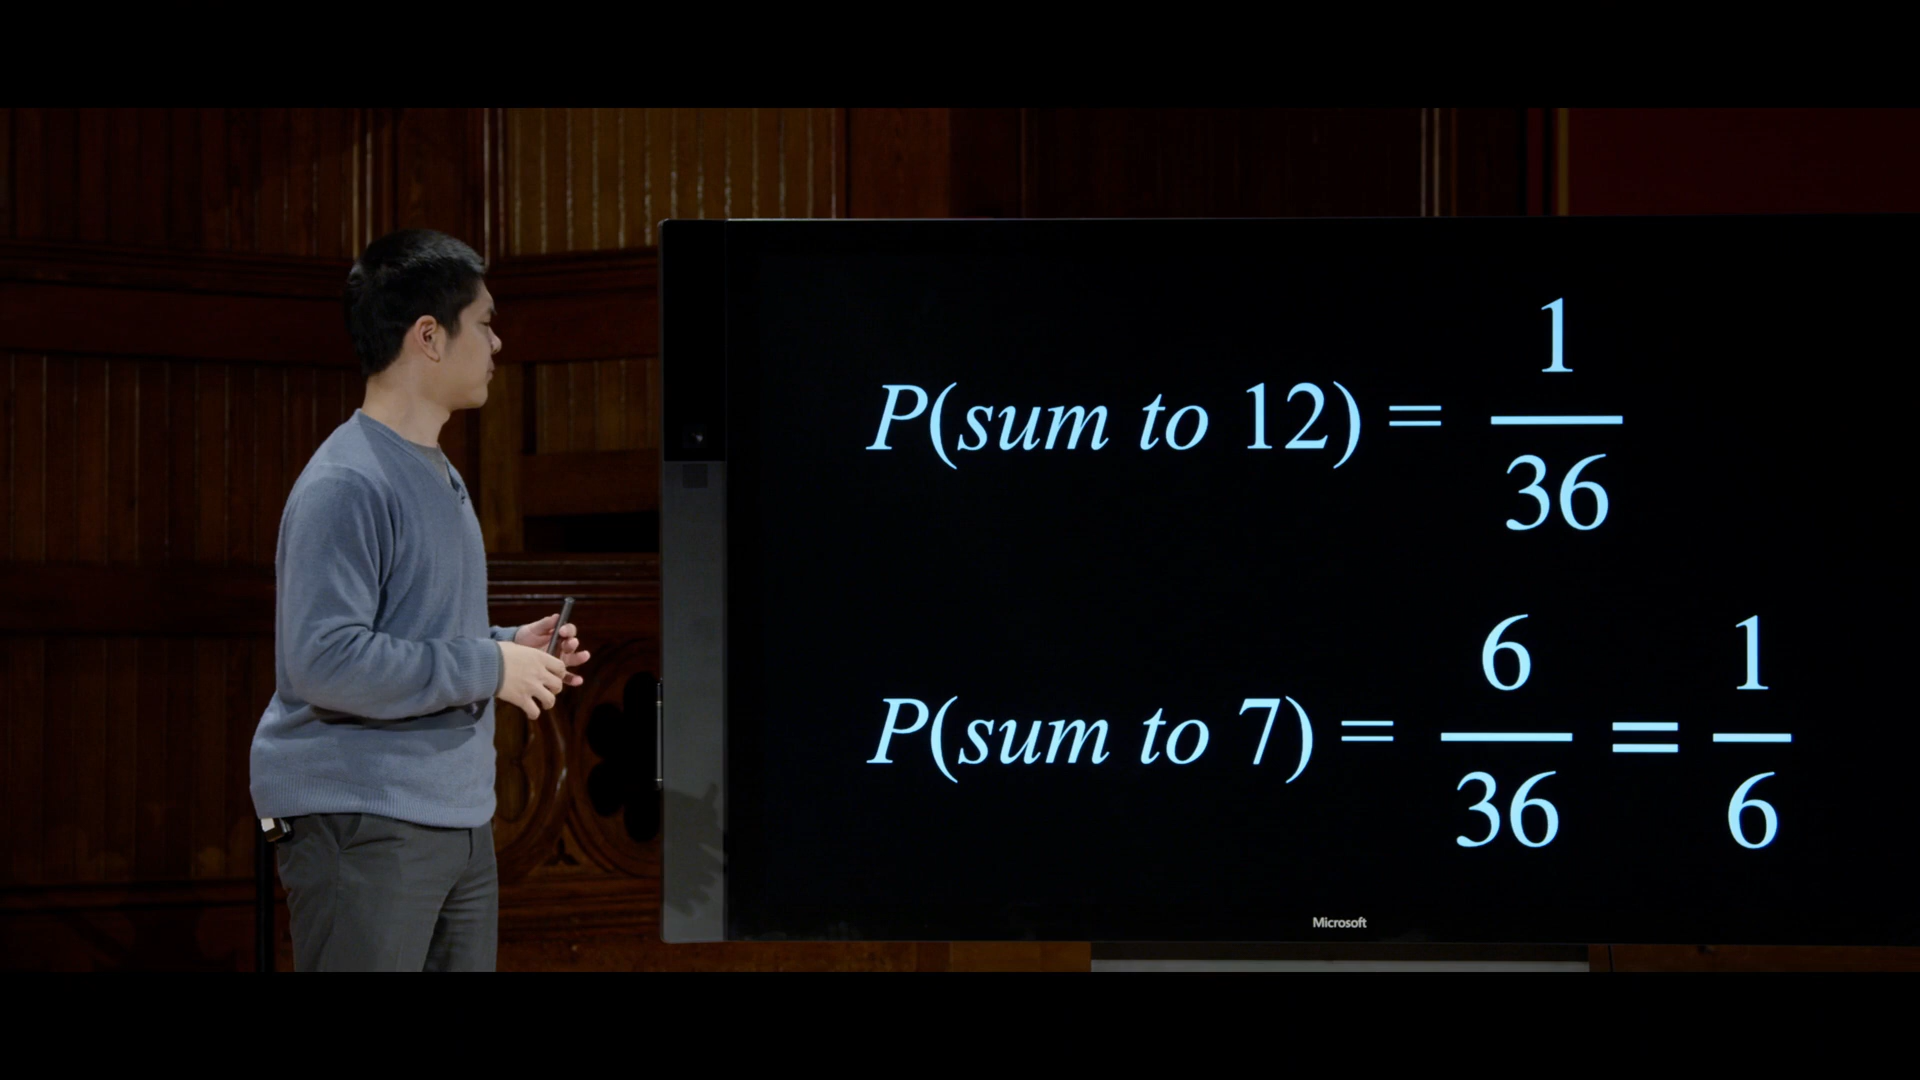 P(sum to 12) = 1/36
P(sum to 7) = 6/36 = 1/6
Microsoft